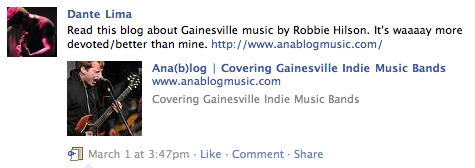 Dante Lima
Read this blog about Gainesville music by Robbie Hilson. It's waaaay more
devoted/better than mine. http://www.anablogmusic.com/
Ana(b)log | Covering Gainesville Indie Music Bands
www.anablogmusic.com
Covering Gainesville Indie Music Bands
March 1 at 3:47pm · Like · Comment · Share